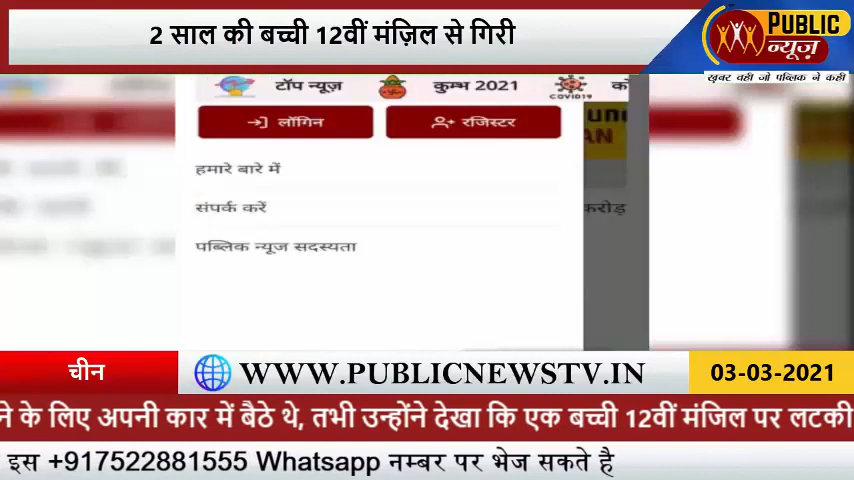 2 साल की बच्ची 12वीं मंज़िल से गिरी
PUBLIC
न्यूज़
ख़बर वही जो पब्लिक ने कही
टॉप न्यूज़ कुम्भ 2021 COVID19 को
लॉगिन रजिस्टर
हमारे बारे में
संपर्क करें
करोड़
पब्लिक न्यूज सदस्यता
चीन
WWW.PUBLICNEWSTV.IN
03-03-2021
ने के लिए अपनी कार में बैठे थे, तभी उन्होंने देखा कि एक बच्ची 12वीं मंजिल पर लटकी
इस +917522881555 Whatsapp नम्बर पर भेज सकते है